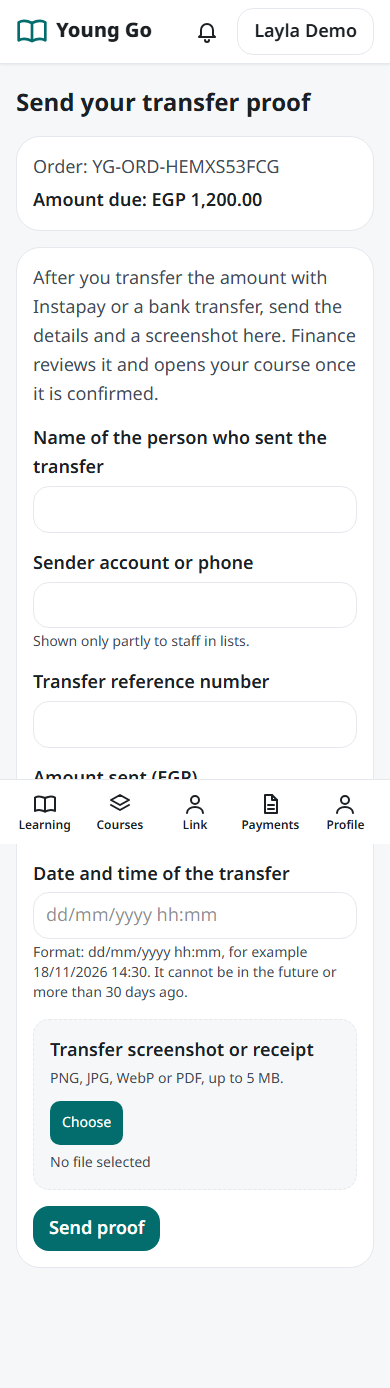 Young Go
Layla Demo
Send your transfer proof
Order: YG-ORD-HEMXS53FCG
Amount due: EGP 1,200.00
After you transfer the amount with
Instapay or a bank transfer, send the
details and a screenshot here. Finance
reviews it and opens your course once
it is confirmed.
Name of the person who sent the
transfer
Sender account or phone
Shown only partly to staff in lists.
Transfer reference number
Amount sent (EGP)
Learning Courses Link Payments Profile
Date and time of the transfer
dd/mm/yyyy hh:mm
Format: dd/mm/yyyy hh:mm, for example
18/11/2026 14:30. It cannot be in the future or
more than 30 days ago.
Transfer screenshot or receipt
PNG, JPG, WebP or PDF, up to 5 MB.
Choose
No file selected
Send proof